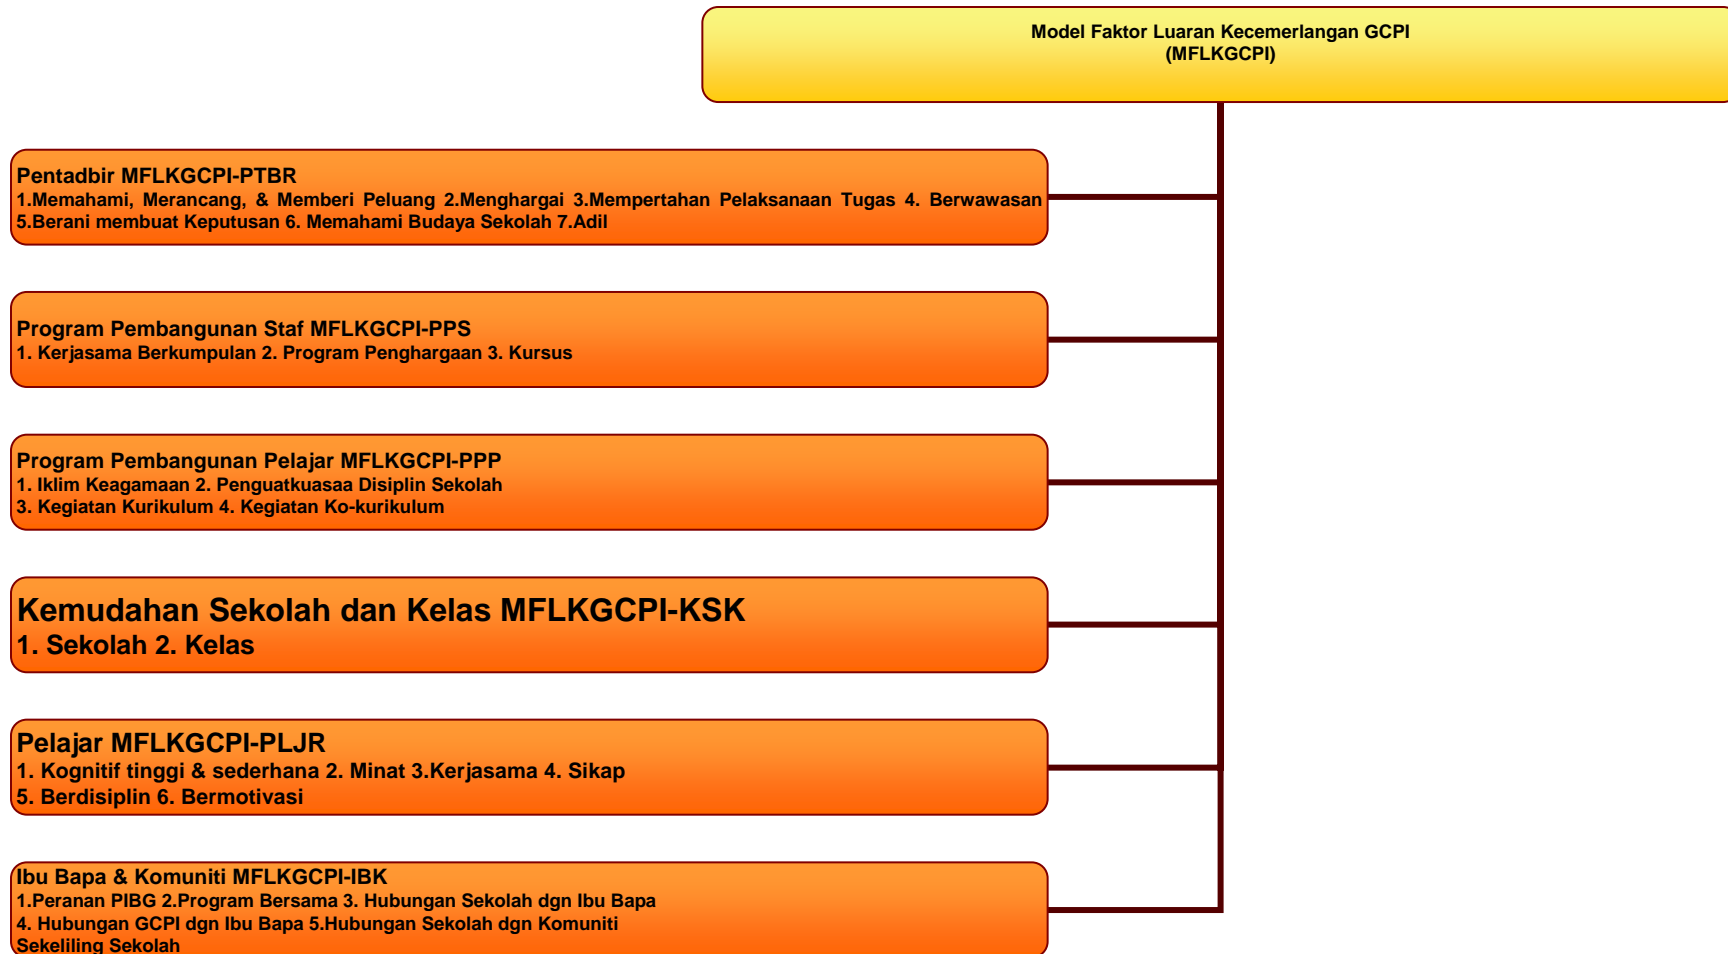 Model Faktor Luaran Kecemerlangan GCPI
(MFLKGCPI)
Pentadbir MFLKGCPI-PTBR
1.Memahami, Merancang, & Memberi Peluang 2.Menghargai 3.Mempertahan Pelaksanaan Tugas 4. Berwawasan
5.Berani membuat Keputusan 6. Memahami Budaya Sekolah 7.Adil
Program Pembangunan Staf MFLKGCPI-PPS
1. Kerjasama Berkumpulan 2. Program Penghargaan 3. Kursus
Program Pembangunan Pelajar MFLKGCPI-PPP
1. Iklim Keagamaan 2. Penguatkuasaa Disiplin Sekolah
3. Kegiatan Kurikulum 4. Kegiatan Ko-kurikulum
Kemudahan Sekolah dan Kelas MFLKGCPI-KSK
1. Sekolah 2. Kelas
Pelajar MFLKGCPI-PLJR
1. Kognitif tinggi & sederhana 2. Minat 3.Kerjasama 4. Sikap
5. Berdisiplin 6. Bermotivasi
Ibu Bapa & Komuniti MFLKGCPI-IBK
1.Peranan PIBG 2.Program Bersama 3. Hubungan Sekolah dgn Ibu Bapa
4. Hubungan GCPI dgn Ibu Bapa 5.Hubungan Sekolah dgn Komuniti
Sekeliling Sekolah